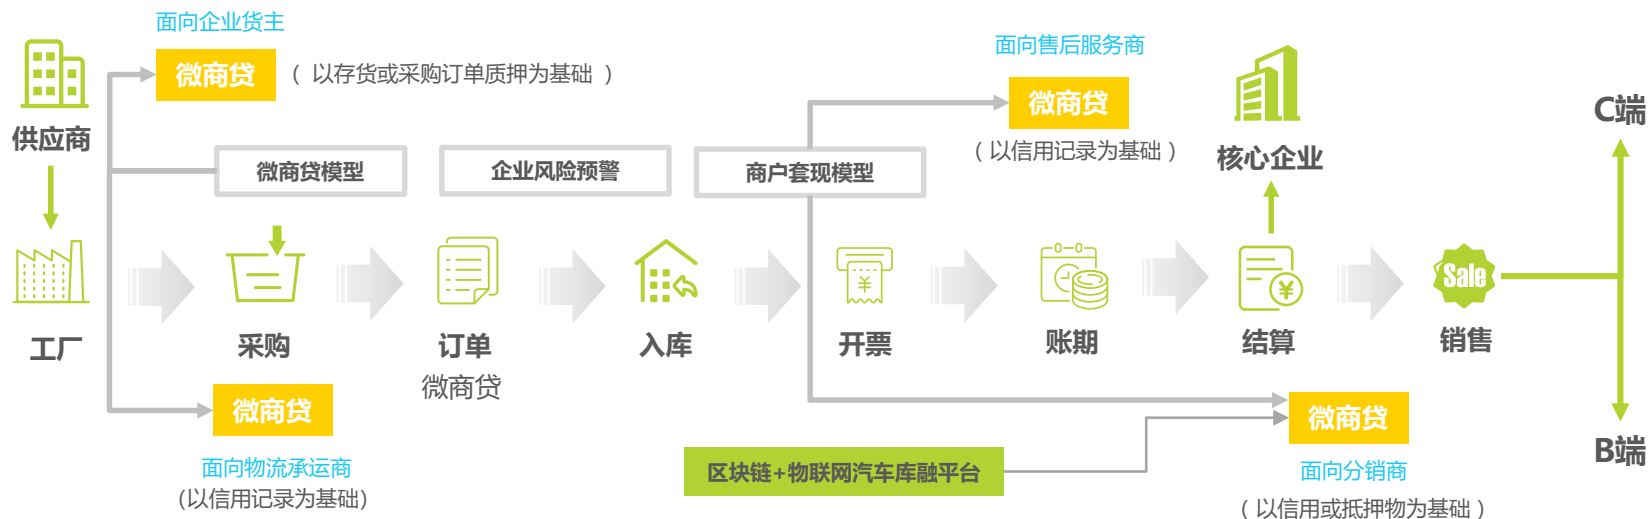 面向企业货主
微商贷
（ 以存货或采购订单质押为基础 ）
面向售后服务商
微商贷
（以信用记录为基础）
供应商
核心企业
C端
微商贷模型
企业风险预警
商户套现模型
¥
¥
Sale
工厂
采购
订单
微商贷
入库
开票
账期
结算
销售
微商贷
面向物流承运商
（以信用记录为基础）
区块链+物联网汽车库融平台
微商贷
面向分销商
（以信用或抵押物为基础）
B端